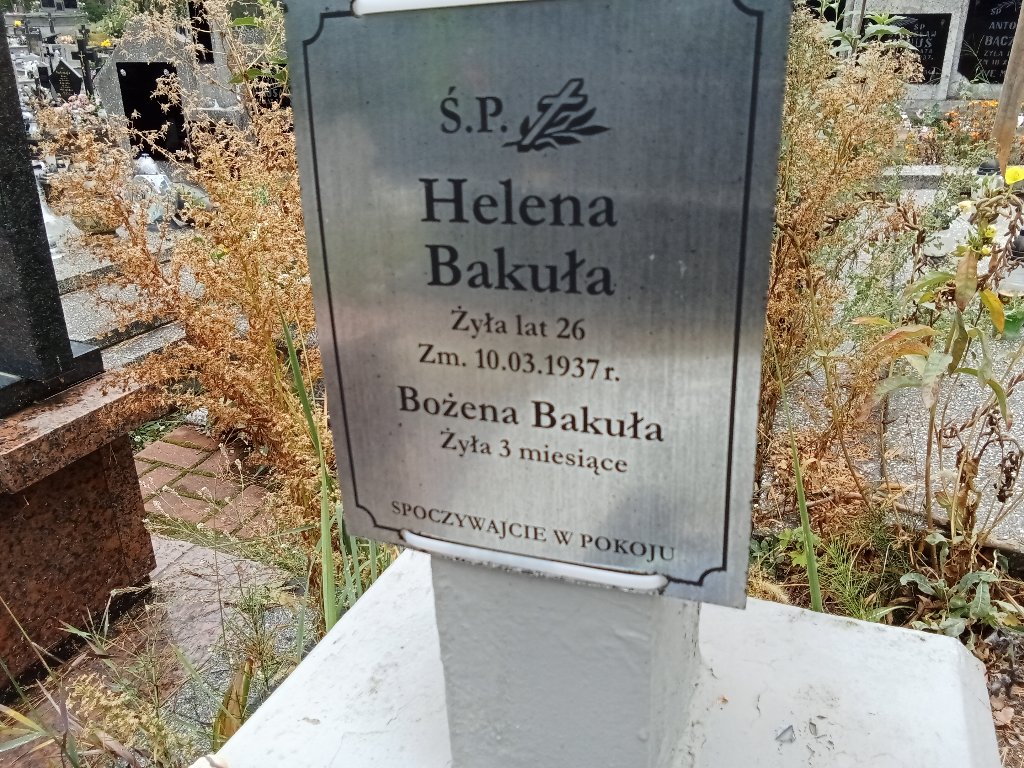 Ś.P.
Helena
Bakuła
Żyła lat 26
Zm. 10.03.1937 r.
Bożena Bakuła
Żyła 3 miesiące
SPOCZYWAJCIE W POKOJU